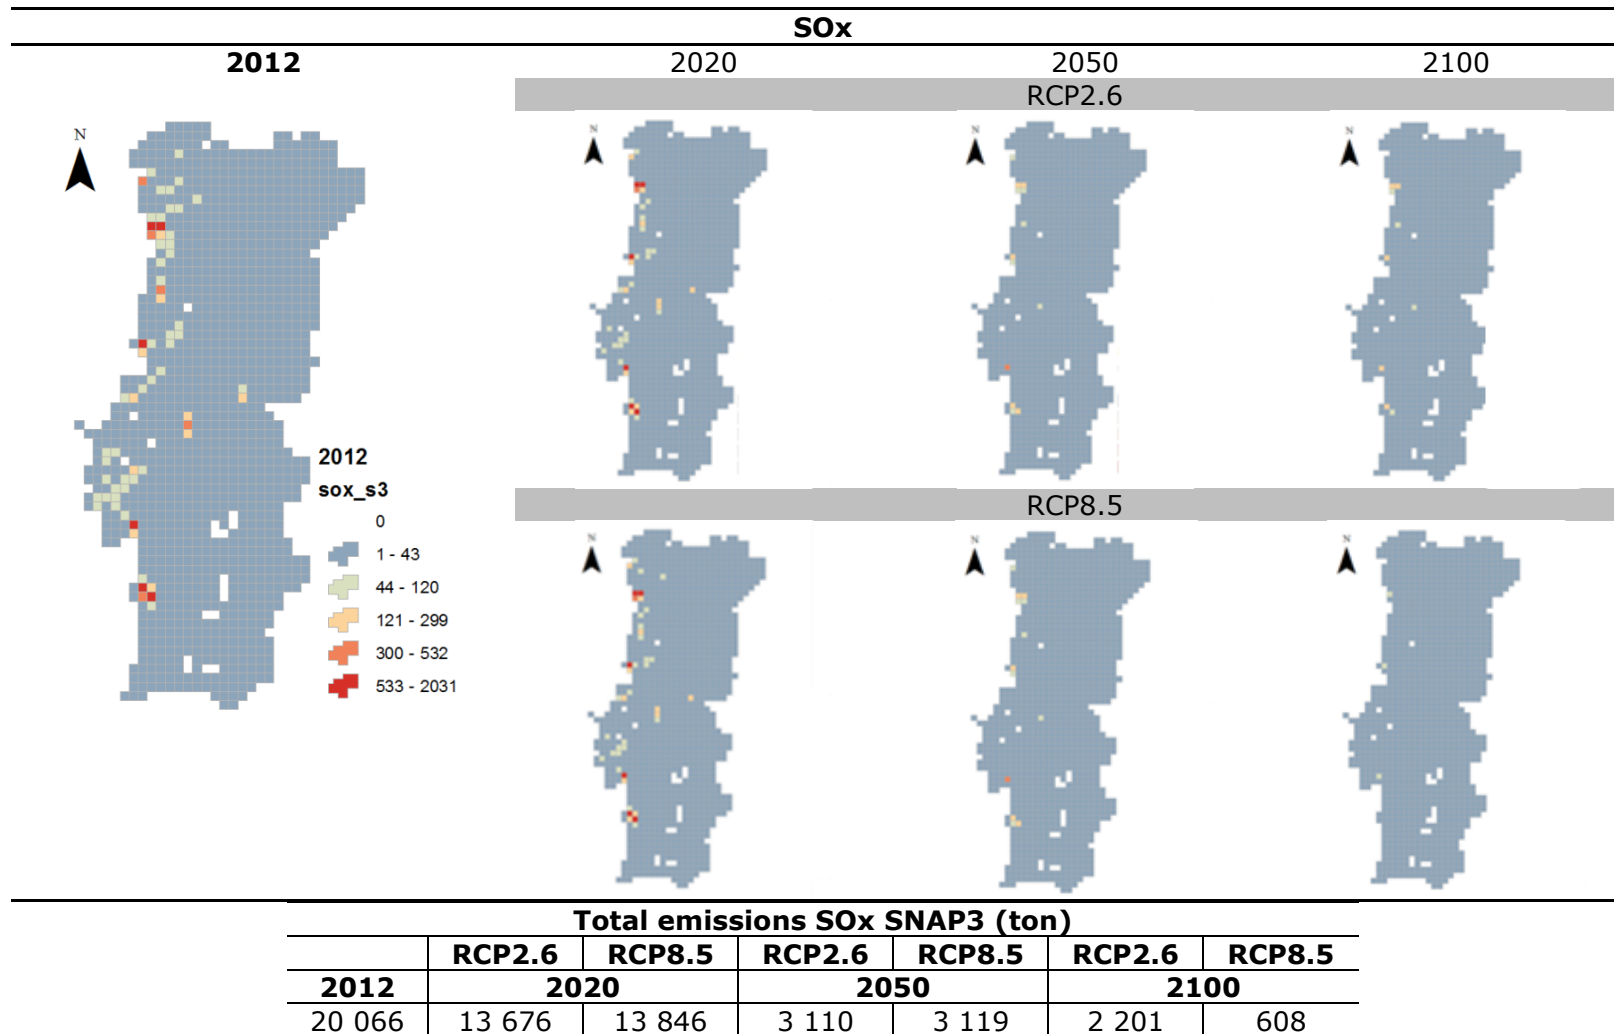 SOx
2012 2020 2050 2100
RCP2.6
N N N N
2012
sox_s3
0
1 - 43
44 - 120
121 - 299
300 - 532
533 - 2031
RCP8.5
N N N
Total emissions SOx SNAP3 (ton)
RCP2.6 RCP8.5 RCP2.6 RCP8.5 RCP2.6 RCP8.5
2012 2020 2050 2100
20 066 13 676 13 846 3 110 3 119 2 201 608